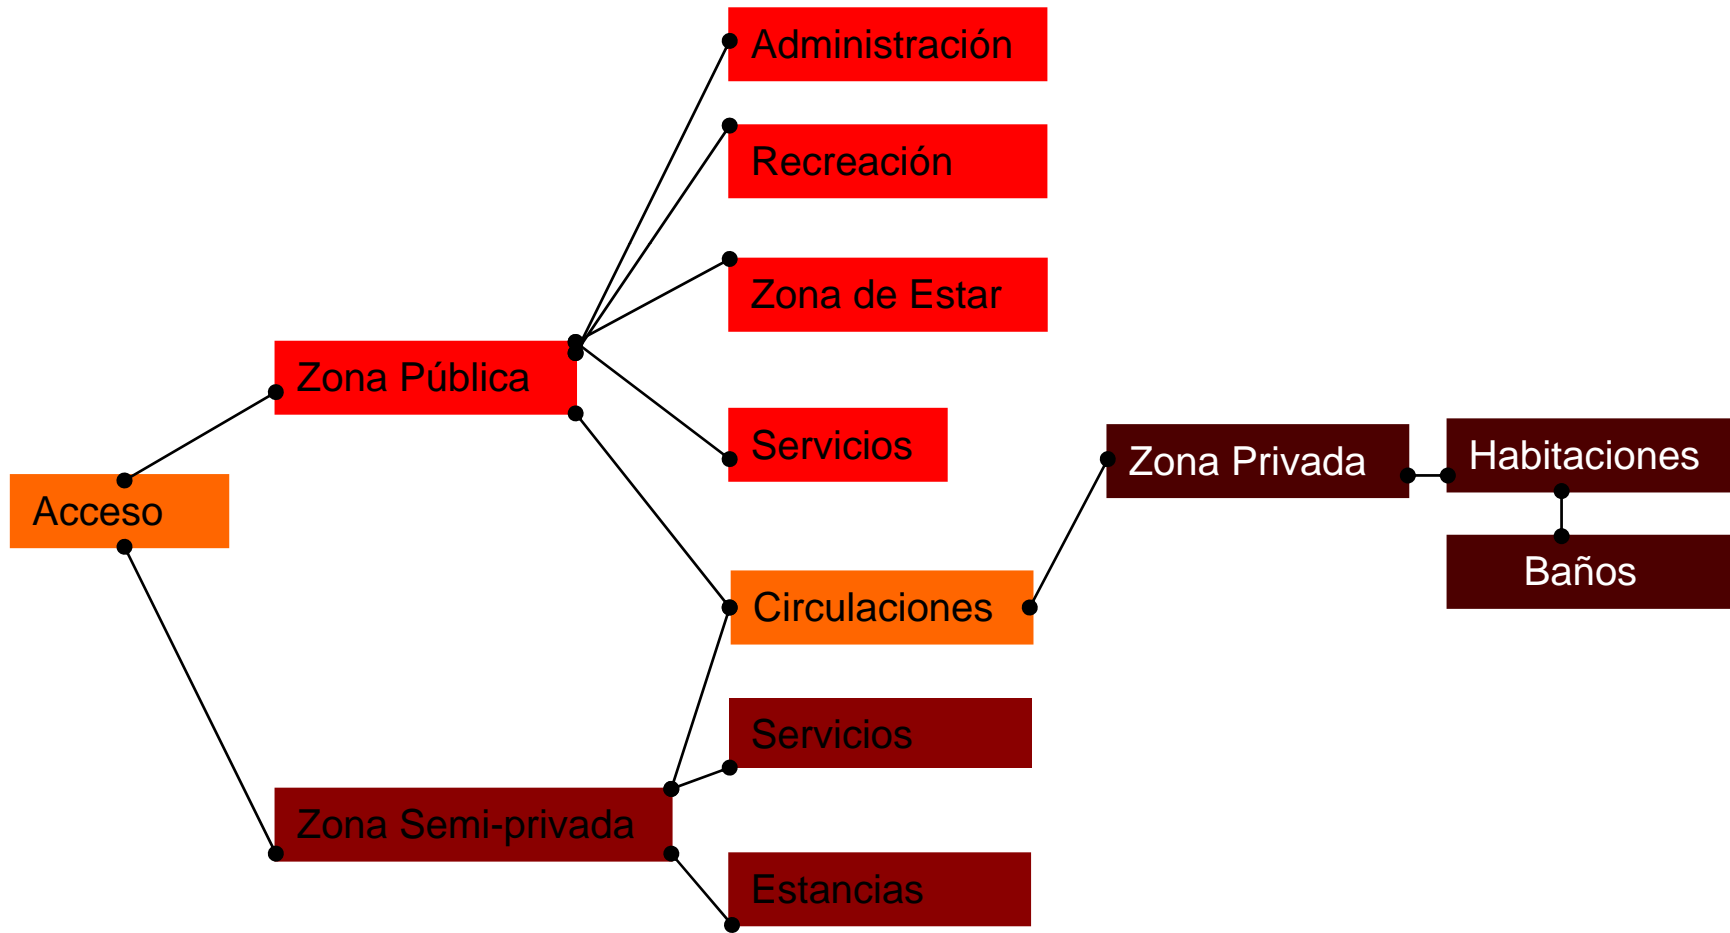 Administración
Recreación
Zona de Estar
Zona Pública
Servicios
Acceso
Zona Privada
Habitaciones
Baños
Circulaciones
Servicios
Zona Semi-privada
Estancias